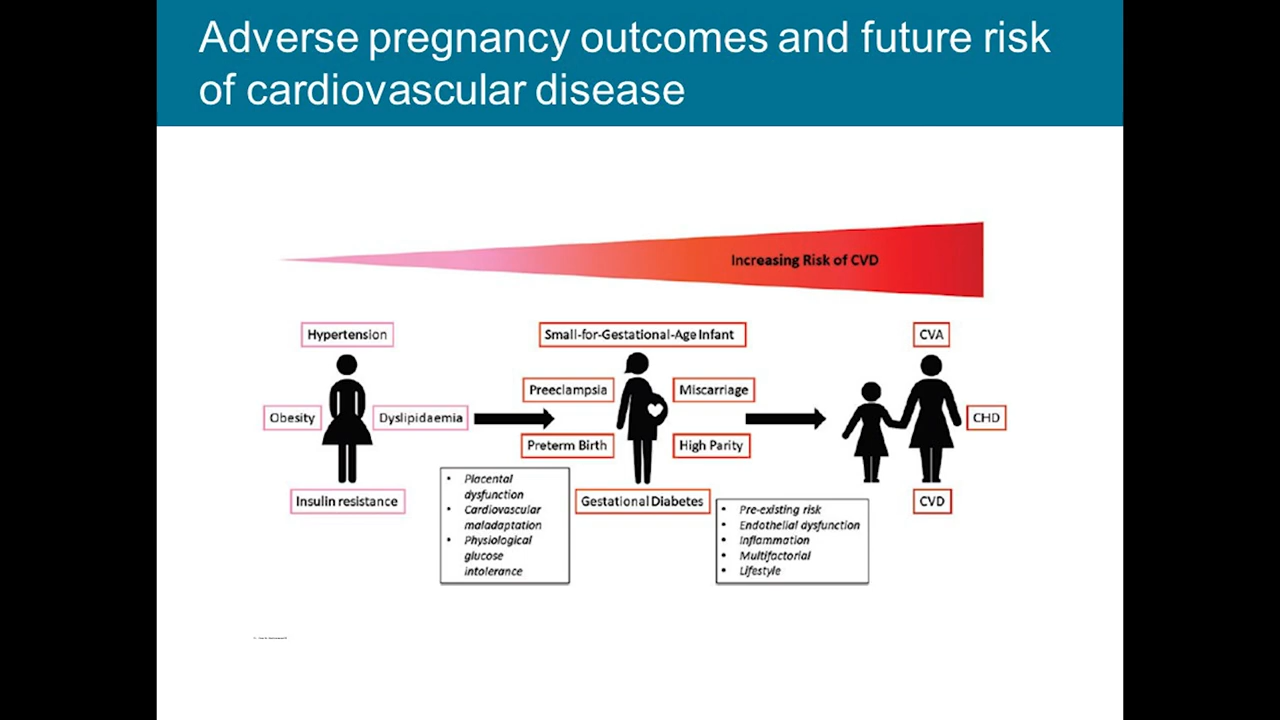 Adverse pregnancy outcomes and future risk
of cardiovascular disease
Increasing Risk of CVD
Hypertension
Obesity
Dyslipidaemia
Insulin resistance
• Placental
dysfunction
• Cardiovascular
maladaptation
• Physiological
glucose
intolerance
Small-for-Gestational-Age Infant
Preeclampsia
Miscarriage
Preterm Birth
High Parity
Gestational Diabetes
• Pre-existing risk
• Endothelial dysfunction
• Inflammation
• Multifactorial
• Lifestyle
CVA
CHD
CVD